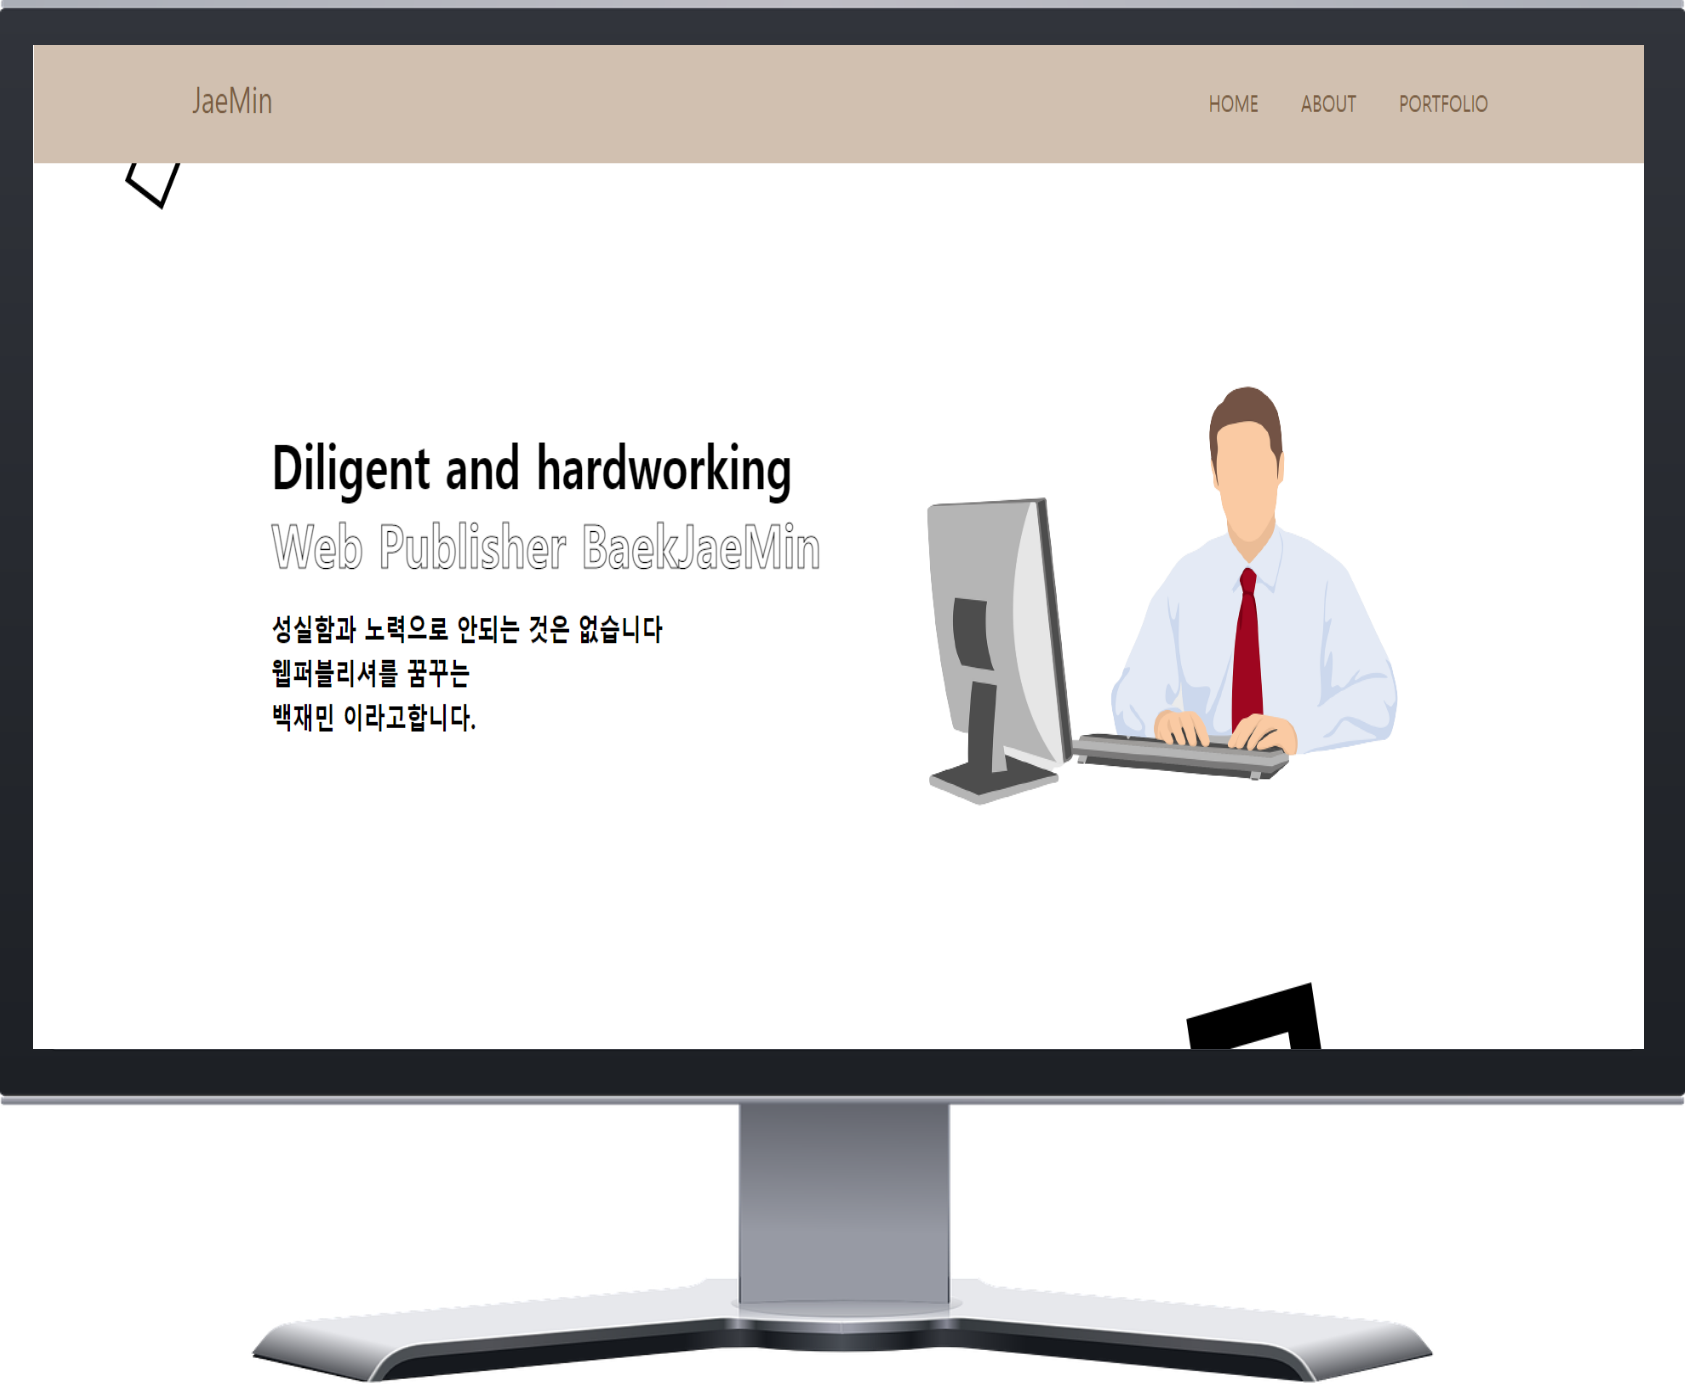 JaeMin
HOME ABOUT PORTFOLIO
Diligent and hardworking
Web Publisher BaekJaeMin
성실함과 노력으로 안되는 것은 없습니다
웹퍼블리셔를 꿈꾸는
백재민 이라고합니다.